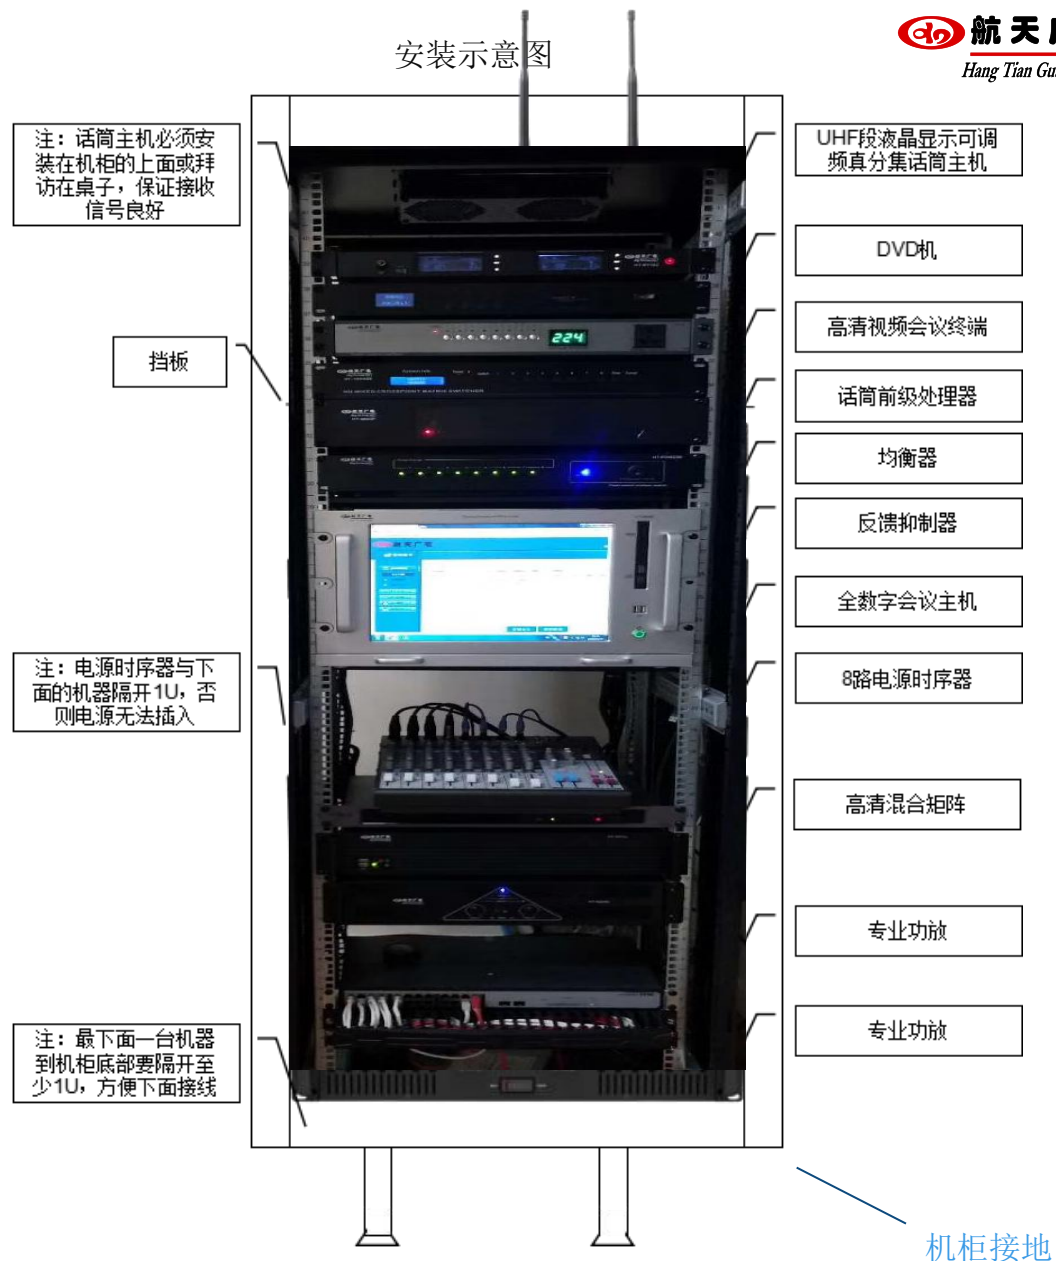 安装示意图
航天
Hang Tian Gu
注：话筒主机必须安
装在机柜的上面或拜
访在桌子，保证接收
信号良好
UHF段液晶显示可调
频真分集话筒主机
DVD机
高清视频会议终端
挡板
话筒前级处理器
均衡器
反馈抑制器
全数字会议主机
注：电源时序器与下
面的机器隔开1U，否
则电源无法插入
8路电源时序器
高清混合矩阵
专业功放
注：最下面一台机器
到机柜底部要隔开至
少1U，方便下面接线
专业功放
机柜接地
224
航天广电